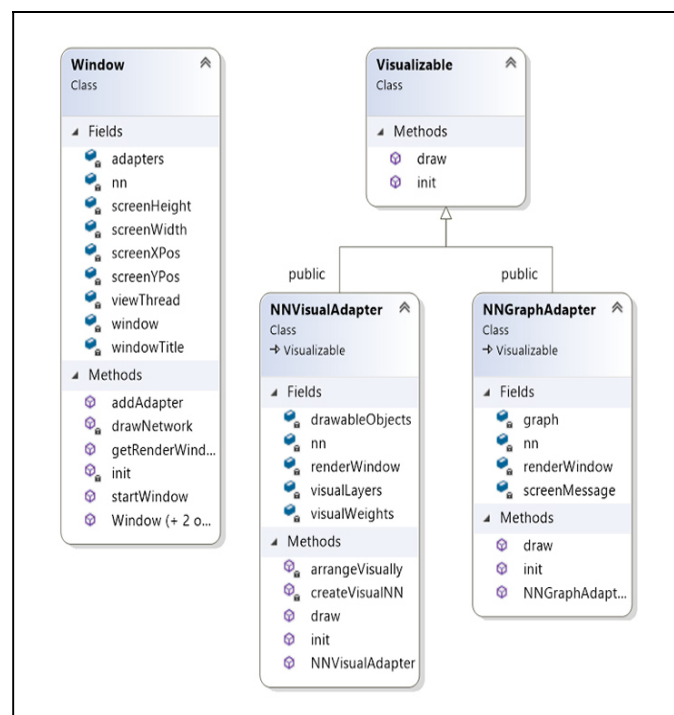 Window
Class
Fields
adapters
nn
screenHeight
screenWidth
screenXPos
screenYPos
viewThread
window
windowTitle
Methods
addAdapter
drawNetwork
getRenderWind...
init
startWindow
Window (+ 2 o...
Visualizable
Class
Methods
draw
init
public
public
NNVisualAdapter
Class
Visualizable
Fields
drawableObjects
nn
renderWindow
visualLayers
visualWeights
Methods
arrangeVisually
createVisualNN
draw
init
NNVisualAdapter
NNGraphAdapter
Class
Visualizable
Fields
graph
nn
renderWindow
screenMessage
Methods
draw
init
NNGraphAdapt...